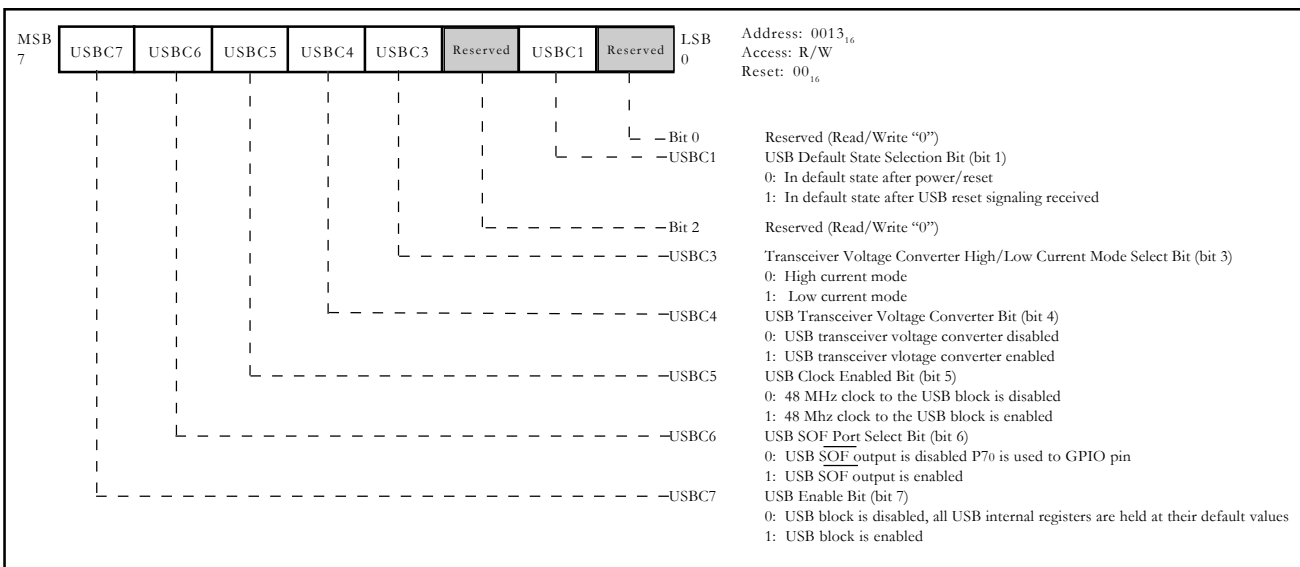 MSB
7
USBC7 USBC6 USBC5 USBC4 USBC3 Reserved USBC1 Reserved
LSB
0
Address: 0013₁₆
Access: R/W
Reset: 00₁₆
Bit 0 Reserved (Read/Write “0”)
USBC1 USB Default State Selection Bit (bit 1)
0: In default state after power/reset
1: In default state after USB reset signaling received
Bit 2 Reserved (Read/Write “0”)
USBC3 Transceiver Voltage Converter High/Low Current Mode Select Bit (bit 3)
0: High current mode
1: Low current mode
USBC4 USB Transceiver Voltage Converter Bit (bit 4)
0: USB transceiver voltage converter disabled
1: USB transceiver vlotage converter enabled
USBC5 USB Clock Enabled Bit (bit 5)
0: 48 MHz clock to the USB block is disabled
1: 48 Mhz clock to the USB block is enabled
USBC6 USB SOF Port Select Bit (bit 6)
0: USB S̅O̅F̅ output is disabled P70 is used to GPIO pin
1: USB S̅O̅F̅ output is enabled
USBC7 USB Enable Bit (bit 7)
0: USB block is disabled, all USB internal registers are held at their default values
1: USB block is enabled